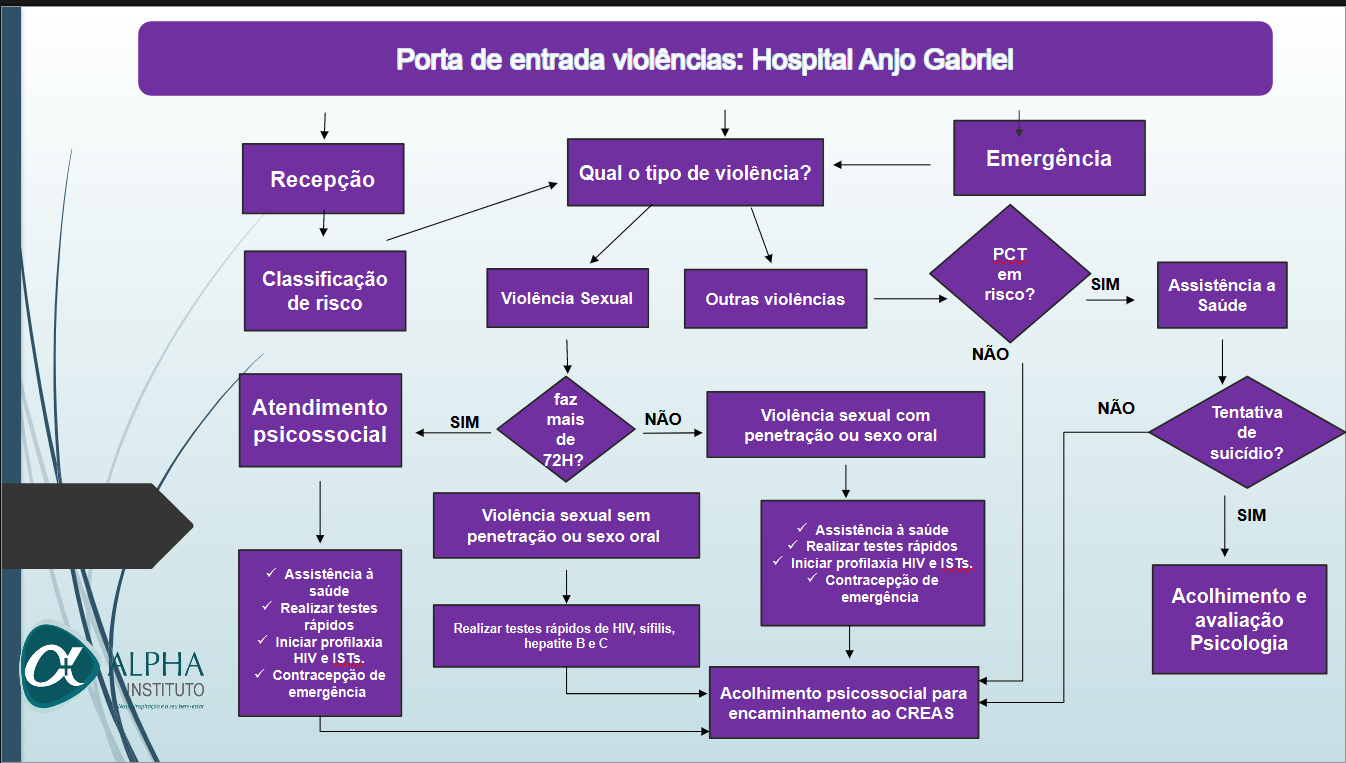 Porta de entrada violências: Hospital Anjo Gabriel
Recepção
Qual o tipo de violência?
Emergência
Classificação
de risco
Violência Sexual
Outras violências
PCT
em
risco?
SIM
Assistência a
Saúde
NÃO
Atendimento
psicossocial
SIM
faz
mais
de
72H?
NÃO
Violência sexual com
penetração ou sexo oral
NÃO
Tentativa
de
suicídio?
SIM
Violência sexual sem
penetração ou sexo oral
✓ Assistência à saúde
✓ Realizar testes rápidos
✓ Iniciar profilaxia HIV e ISTs.
✓ Contracepção de
emergência
✓ Assistência à
saúde
✓ Realizar testes
rápidos
✓ Iniciar profilaxia
HIV e ISTs.
✓ Contracepção de
emergência
Realizar testes rápidos de HIV, sífilis,
hepatite B e C
Acolhimento e
avaliação
Psicologia
Acolhimento psicossocial para
encaminhamento ao CREAS
ALPHA
INSTITUTO
inspiração é o seu bem-estar